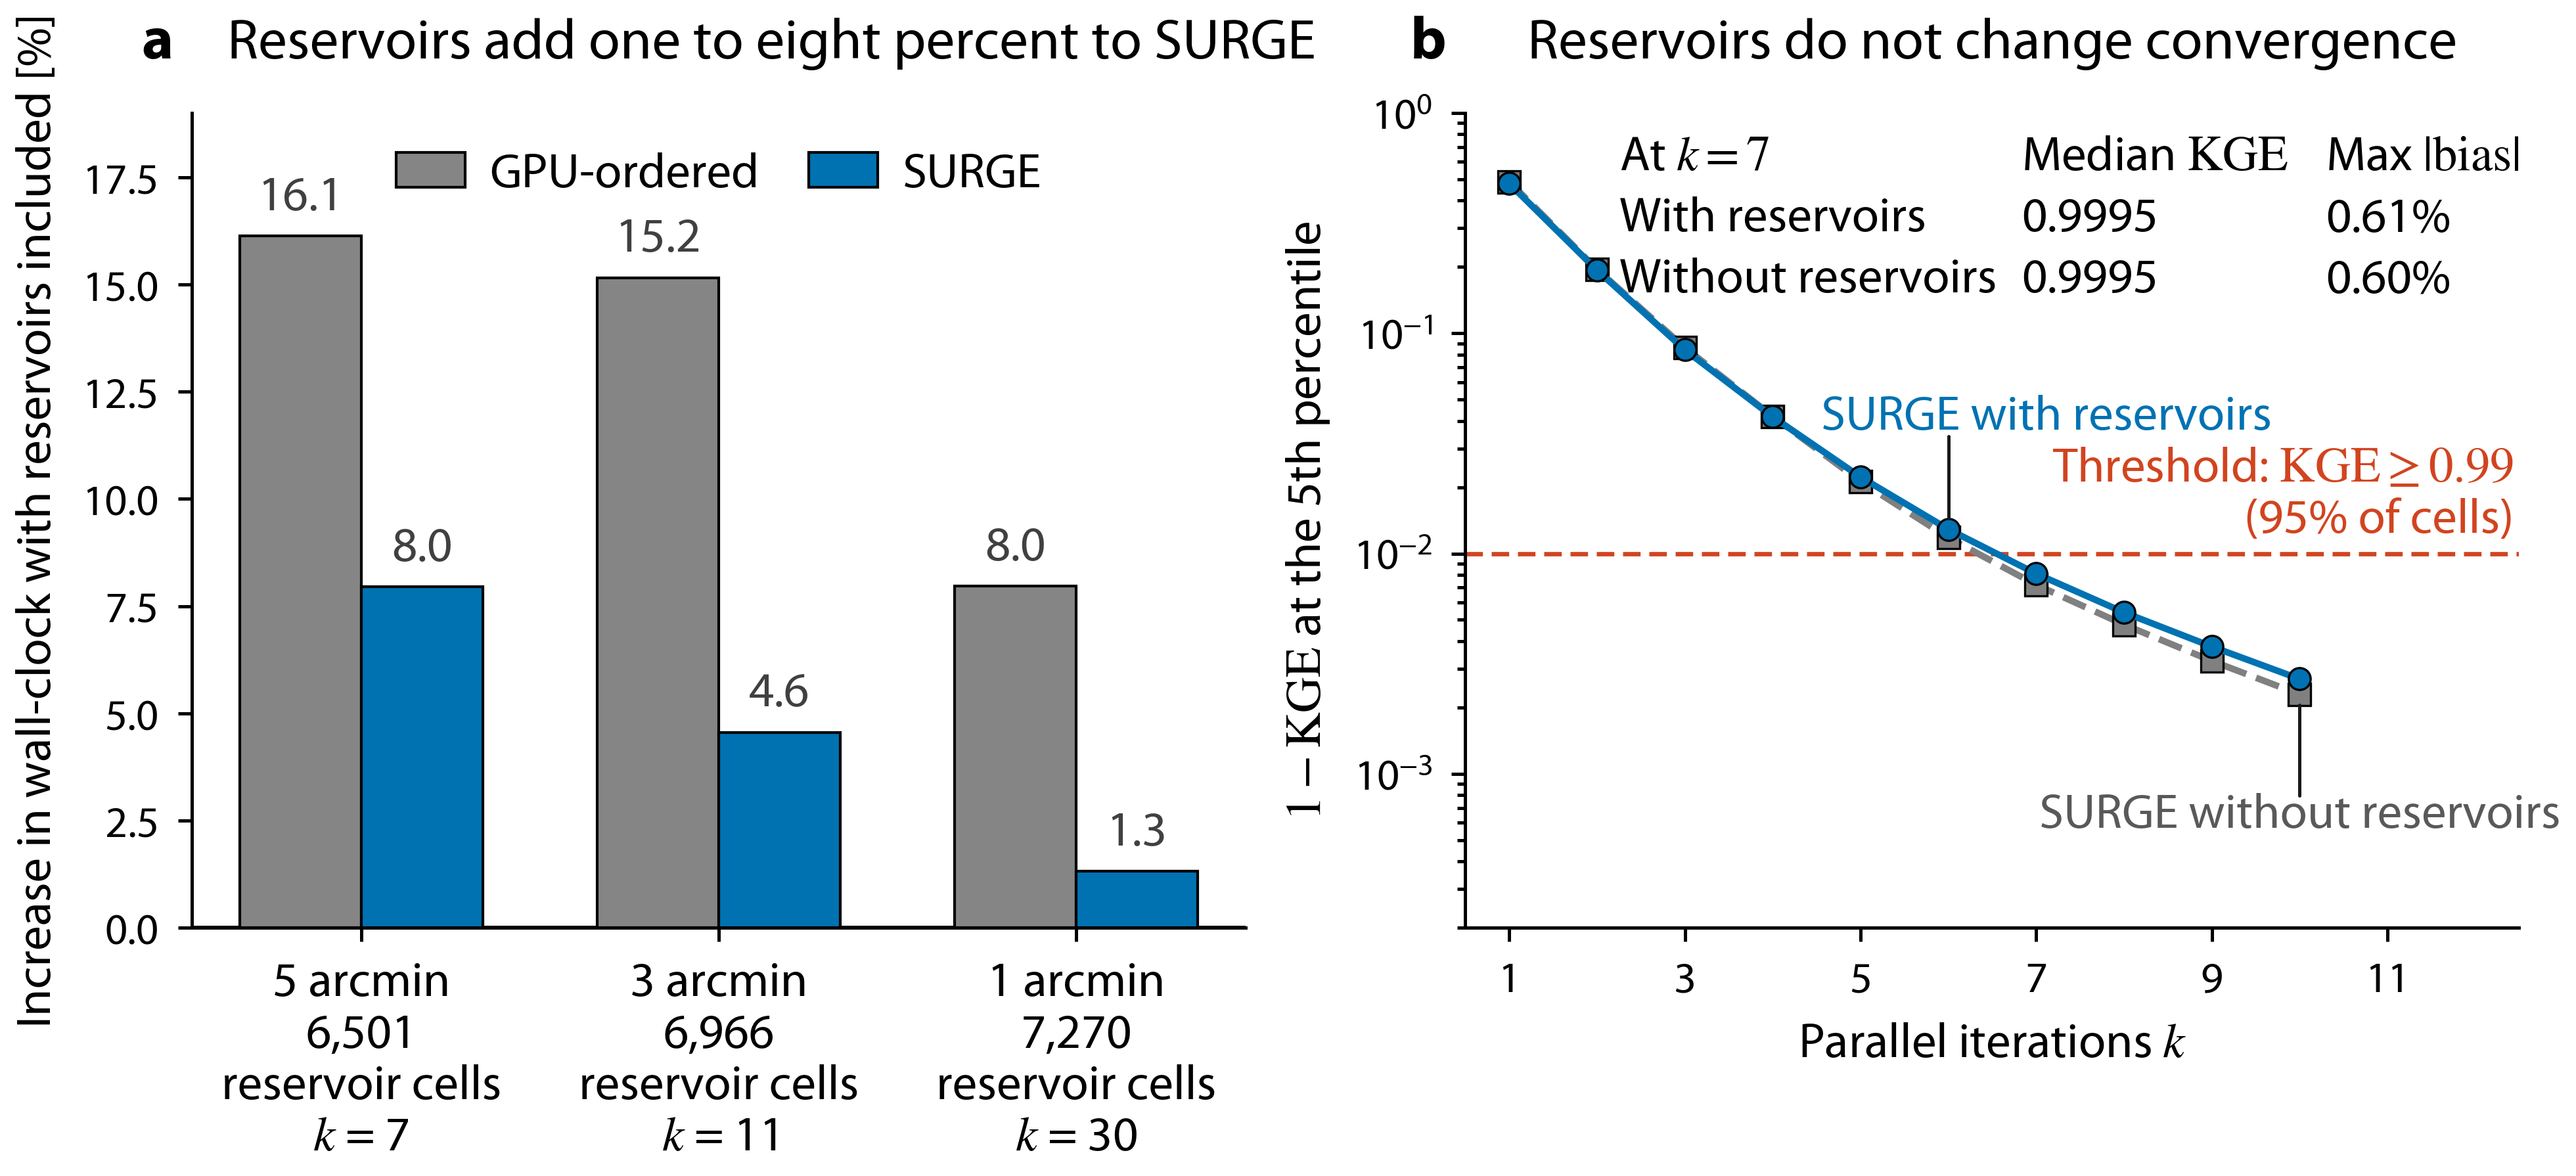 a Reservoirs add one to eight percent to SURGE
Increase in wall-clock with reservoirs included [%]
GPU-ordered
SURGE
17.5
15.0
12.5
10.0
7.5
5.0
2.5
0.0
16.1
8.0
15.2
4.6
8.0
1.3
5 arcmin
6,501
reservoir cells
k = 7
3 arcmin
6,966
reservoir cells
k = 11
1 arcmin
7,270
reservoir cells
k = 30
b Reservoirs do not change convergence
1 − KGE at the 5th percentile
10⁰
10⁻¹
10⁻²
10⁻³
At k = 7 Median KGE Max |bias|
With reservoirs 0.9995 0.61%
Without reservoirs 0.9995 0.60%
SURGE with reservoirs
Threshold: KGE ≥ 0.99
(95% of cells)
SURGE without reservoirs
1 3 5 7 9 11
Parallel iterations k